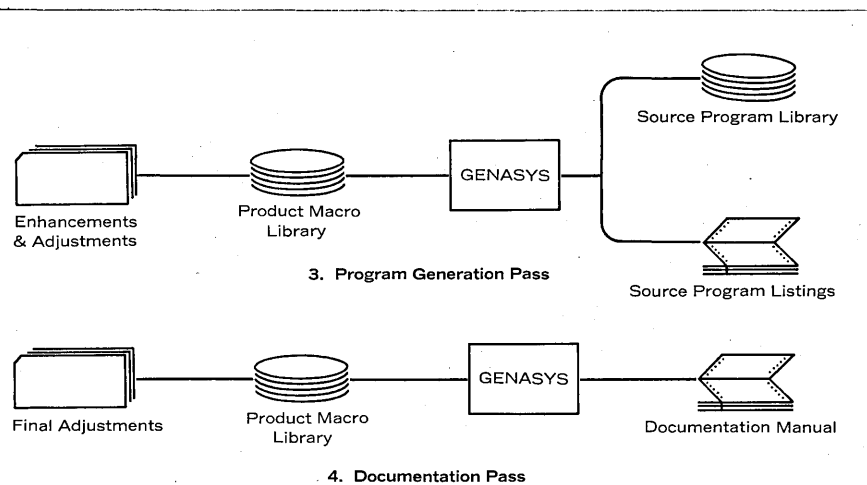 Source Program Library
GENASYS
Enhancements
& Adjustments
Product Macro
Library
3. Program Generation Pass
Source Program Listings
GENASYS
Final Adjustments
Product Macro
Library
Documentation Manual
4. Documentation Pass